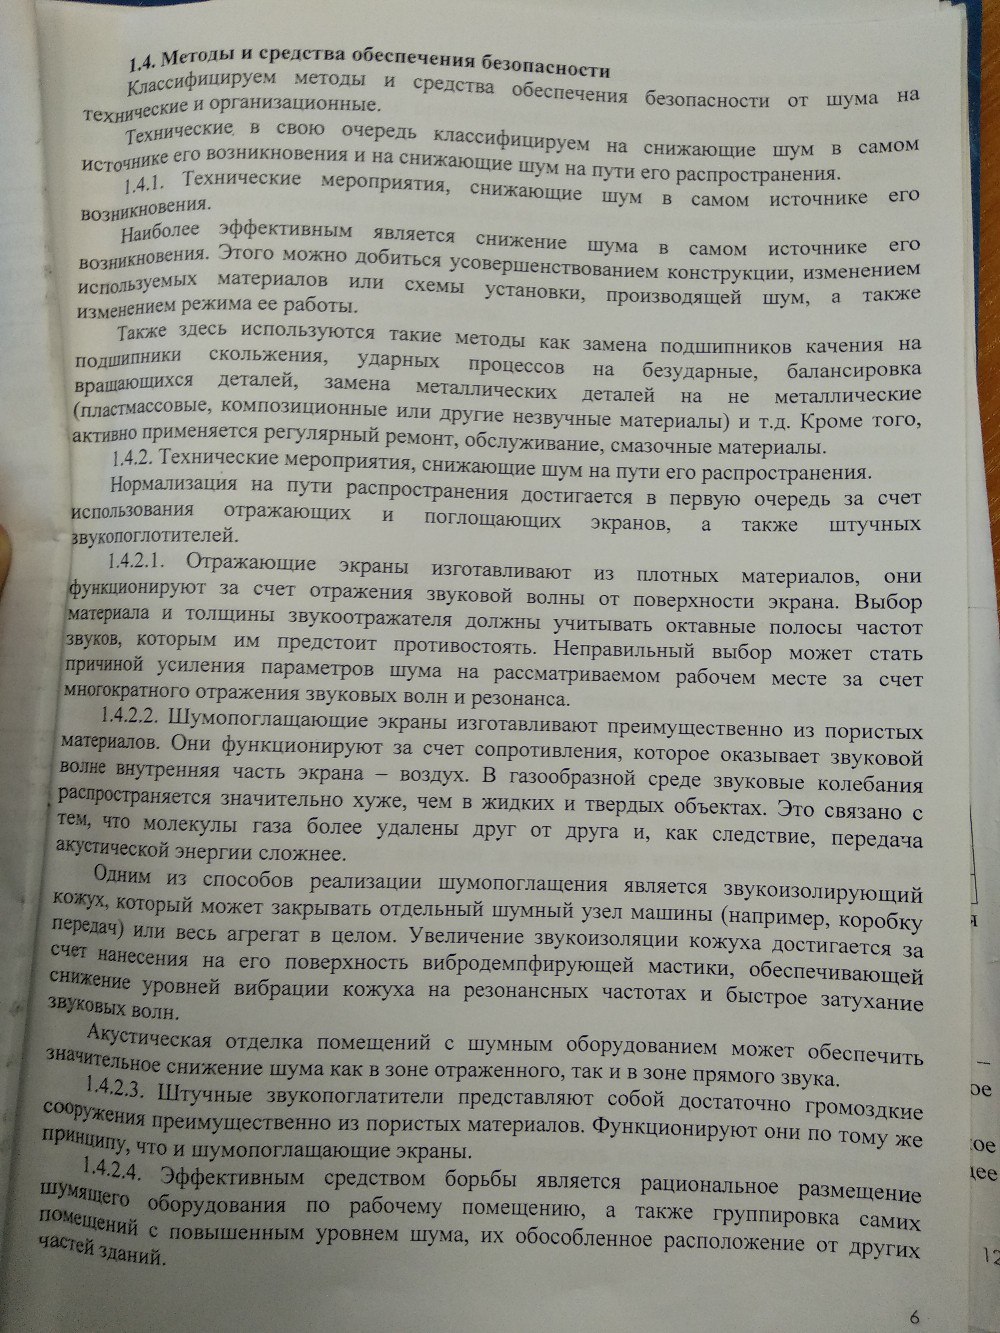 1.4. Методы и средства обеспечения безопасности
Классифицируем методы и средства обеспечения безопасности от шума на
технические и организационные.
Технические в свою очередь классифицируем на снижающие шум в самом
источнике его возникновения и на снижающие шум на пути его распространения.
1.4.1. Технические мероприятия, снижающие шум в самом источнике его
возникновения.
Наиболее эффективным является снижение шума в самом источнике его
возникновения. Этого можно добиться усовершенствованием конструкции, изменением
используемых материалов или схемы установки, производящей шум, а также
изменением режима ее работы.
Также здесь используются такие методы как замена подшипников качения на
подшипники скольжения, ударных процессов на безударные, балансировка
вращающихся деталей, замена металлических деталей на не металлические
(пластмассовые, композиционные или другие незвучные материалы) и т.д. Кроме того,
активно применяется регулярный ремонт, обслуживание, смазочные материалы.
1.4.2. Технические мероприятия, снижающие шум на пути его распространения.
Нормализация на пути распространения достигается в первую очередь за счет
использования отражающих и поглощающих экранов, а также штучных
звукопоглотителей.
1.4.2.1. Отражающие экраны изготавливают из плотных материалов, они
функционируют за счет отражения звуковой волны от поверхности экрана. Выбор
материала и толщины звукоотражателя должны учитывать октавные полосы частот
звуков, которым им предстоит противостоять. Неправильный выбор может стать
причиной усиления параметров шума на рассматриваемом рабочем месте за счет
многократного отражения звуковых волн и резонанса.
1.4.2.2. Шумопоглащающие экраны изготавливают преимущественно из пористых
материалов. Они функционируют за счет сопротивления, которое оказывает звуковой
волне внутренняя часть экрана – воздух. В газообразной среде звуковые колебания
распространяется значительно хуже, чем в жидких и твердых объектах. Это связано с
тем, что молекулы газа более удалены друг от друга и, как следствие, передача
акустической энергии сложнее.
Одним из способов реализации шумопоглащения является звукоизолирующий
кожух, который может закрывать отдельный шумный узел машины (например, коробку
передач) или весь агрегат в целом. Увеличение звукоизоляции кожуха достигается за
счет нанесения на его поверхность вибродемпфирующей мастики, обеспечивающей
снижение уровней вибрации кожуха на резонансных частотах и быстрое затухание
звуковых волн.
Акустическая отделка помещений с шумным оборудованием может обеспечить
значительное снижение шума как в зоне отраженного, так и в зоне прямого звука.
1.4.2.3. Штучные звукопоглатители представляют собой достаточно громоздкие
сооружения преимущественно из пористых материалов. Функционируют они по тому же
принципу, что и шумопоглащающие экраны.
1.4.2.4. Эффективным средством борьбы является рациональное размещение
шумящего оборудования по рабочему помещению, а также группировка самих
помещений с повышенным уровнем шума, их обособленное расположение от других
частей зданий.
6
12